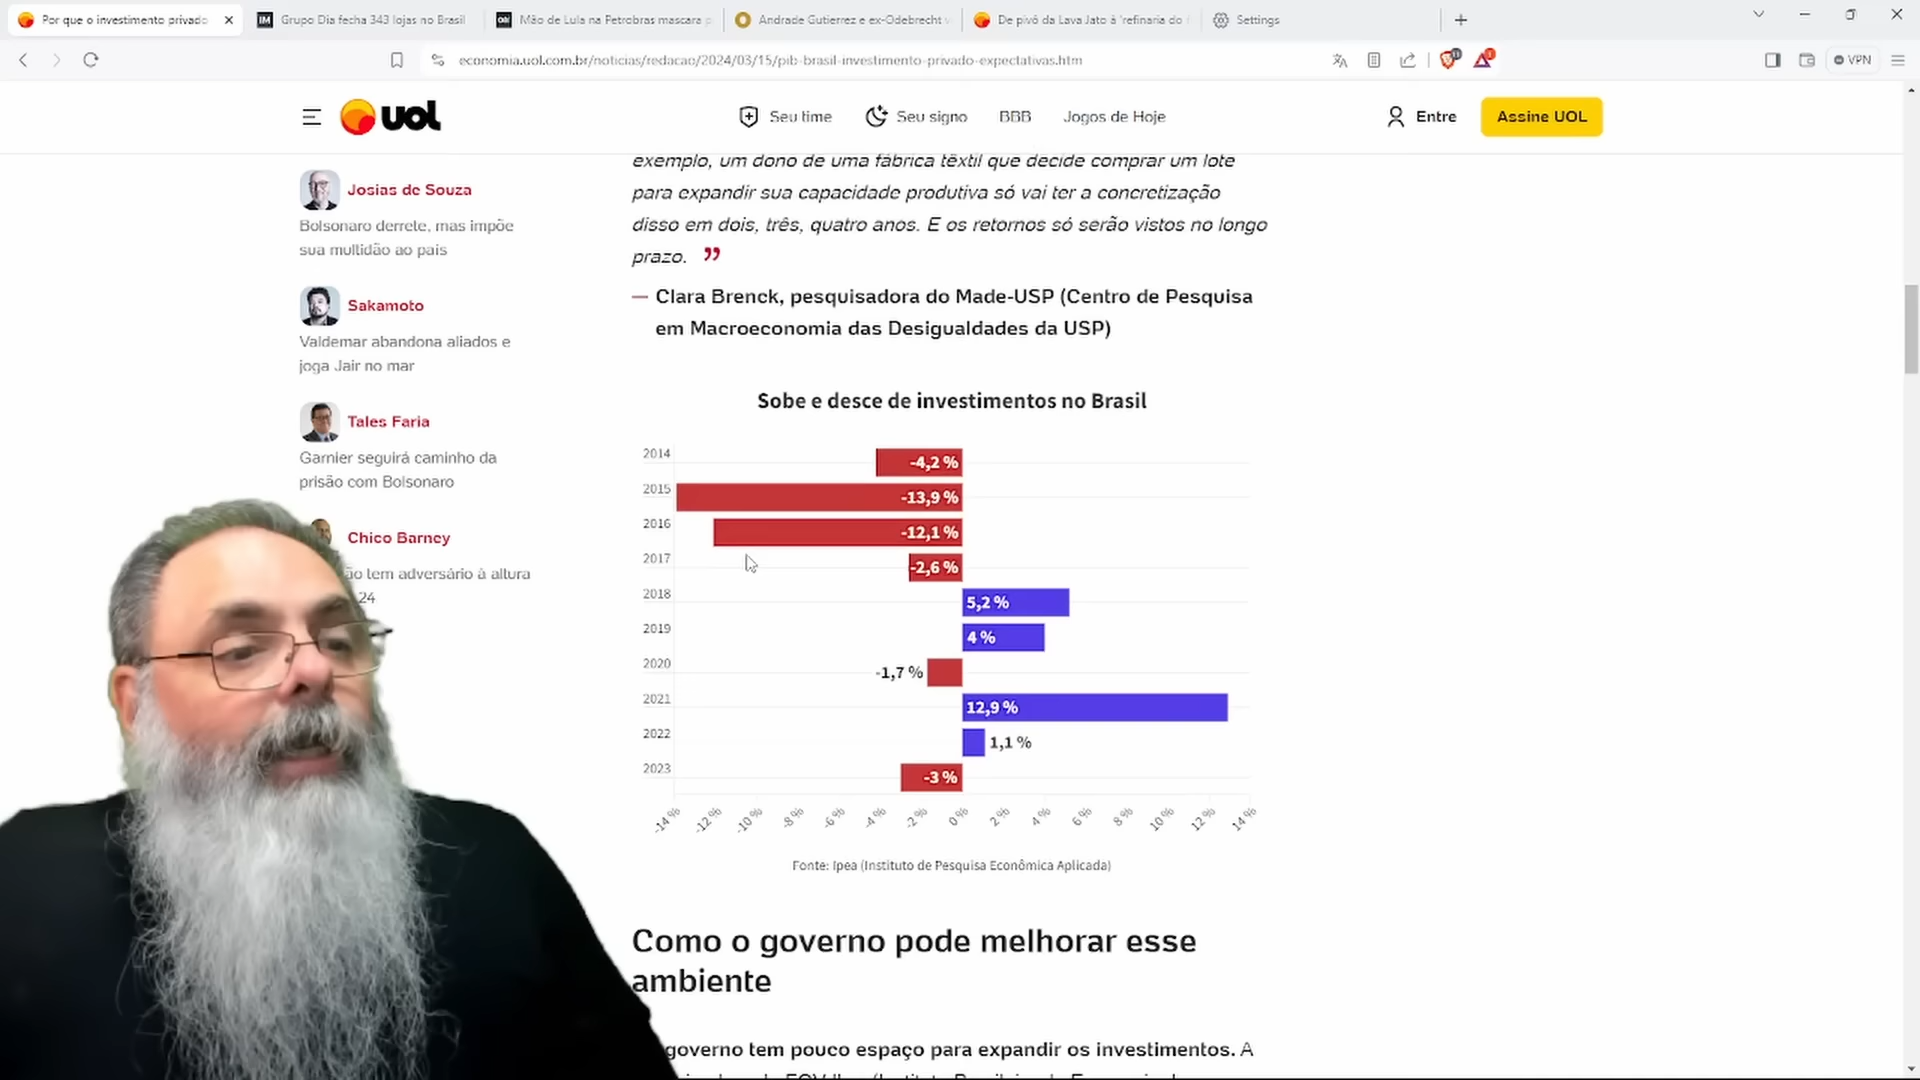 Por que o investimento privado
Grupo Dia fecha 343 lojas no Brasil
Mão de Lula na Petrobras mascara
Andrade Gutierrez e ex-Odebrecht
De pivô da Lava Jato à 'refinaria do
Settings
economia.uol.com.br/noticias/redacao/2024/03/15/pib-brasil-investimento-privado-expectativas.htm
VPN
uol
Seu time
Seu signo
BBB
Jogos de Hoje
Entre
Assine UOL
Josias de Souza
Bolsonaro derrete, mas impõe
sua multidão ao país
Sakamoto
Valdemar abandona aliados e
joga Jair no mar
Tales Faria
Garnier seguirá caminho da
prisão com Bolsonaro
Chico Barney
ão tem adversário à altura
24
exemplo, um dono de uma fábrica têxtil que decide comprar um lote
para expandir sua capacidade produtiva só vai ter a concretização
disso em dois, três, quatro anos. E os retornos só serão vistos no longo
prazo. ”
— Clara Brenck, pesquisadora do Made-USP (Centro de Pesquisa
em Macroeconomia das Desigualdades da USP)
Sobe e desce de investimentos no Brasil
2014 -4,2 %
2015 -13,9 %
2016 -12,1 %
2017 -2,6 %
2018 5,2 %
2019 4 %
2020 -1,7 %
2021 12,9 %
2022 1,1 %
2023 -3 %
-14 % -12 % -10 % -8 % -6 % -4 % -2 % 0 % 2 % 4 % 6 % 8 % 10 % 12 % 14 %
Fonte: Ipea (Instituto de Pesquisa Econômica Aplicada)
Como o governo pode melhorar esse
ambiente
governo tem pouco espaço para expandir os investimentos. A